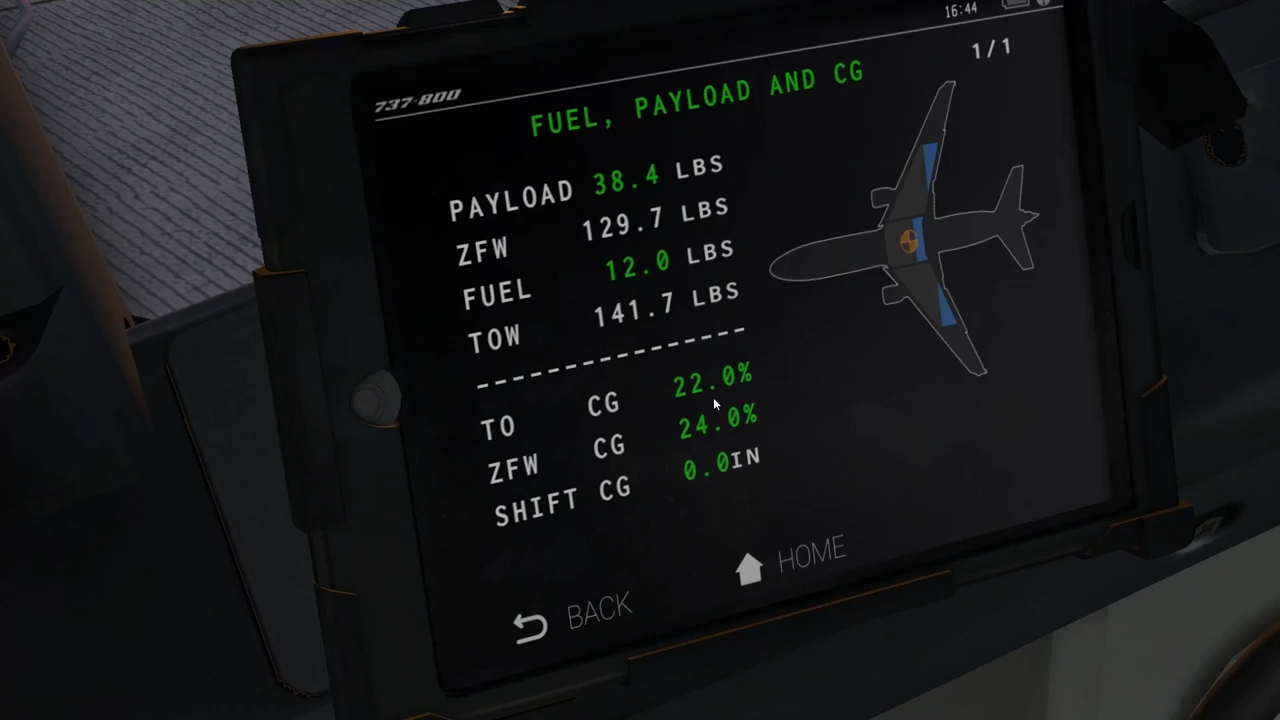 16:44
737-800
1/1
FUEL, PAYLOAD AND CG
PAYLOAD 38.4 LBS
ZFW 129.7 LBS
FUEL 12.0 LBS
TOW 141.7 LBS
----------------
TO CG 22.0%
ZFW CG 24.0%
SHIFT CG 0.0IN
BACK
HOME